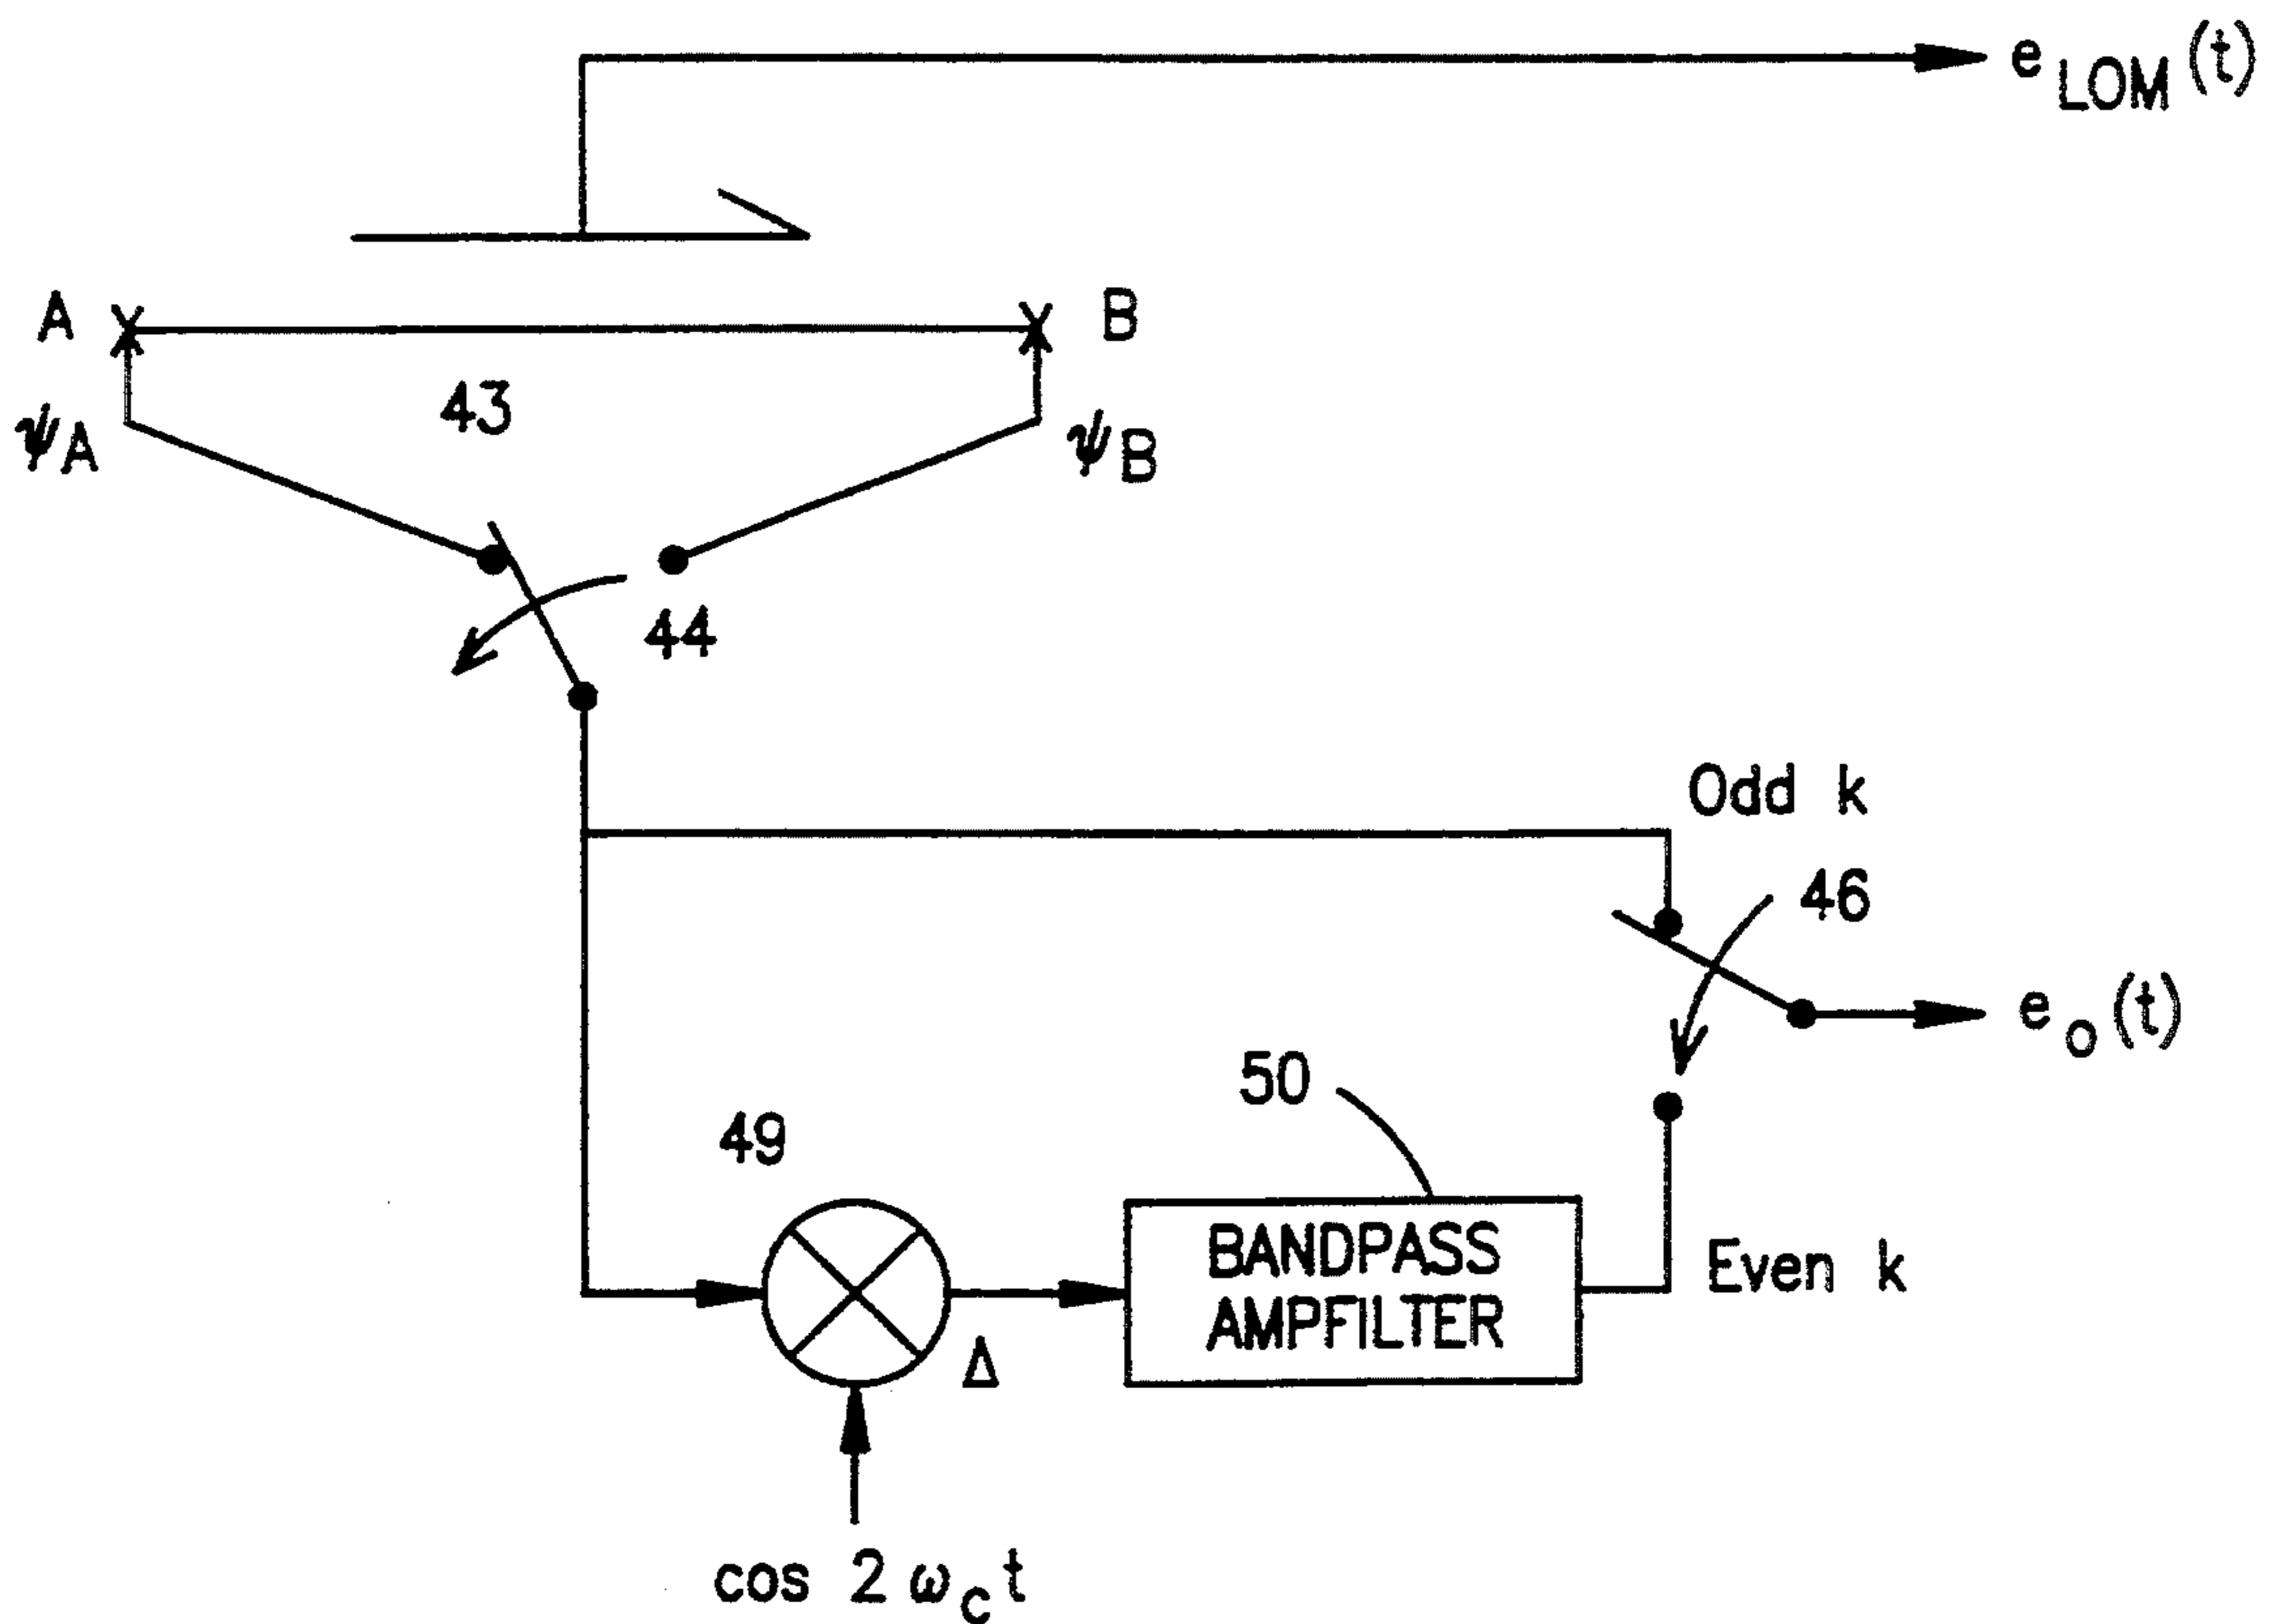 e LOM (t)
A
B
43
ψA
ψB
44
Odd k
46
e o (t)
50
49
BANDPASS
AMPFILTER
Even k
Δ
cos 2 ωc t